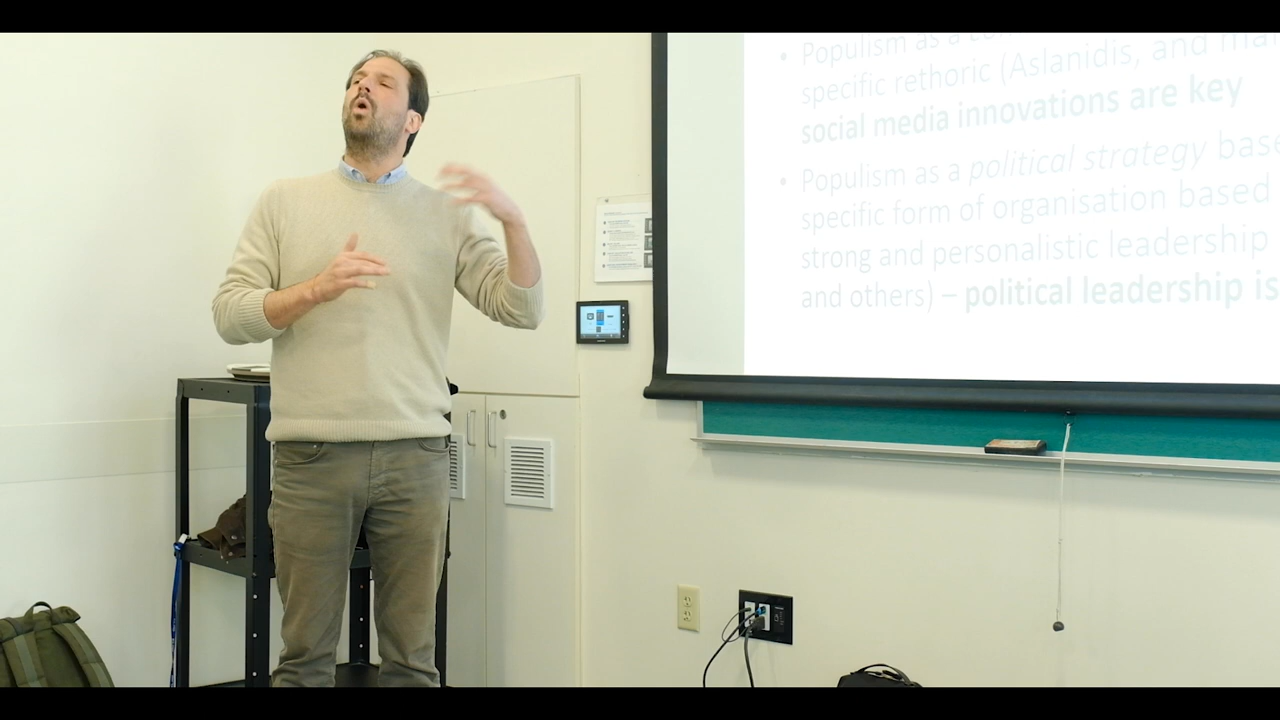 • Populism as a
specific rethoric (Aslanidis, and
social media innovations are key
• Populism as a political strategy
specific form of organisation based
strong and personalistic leadership
and others) – political leadership is